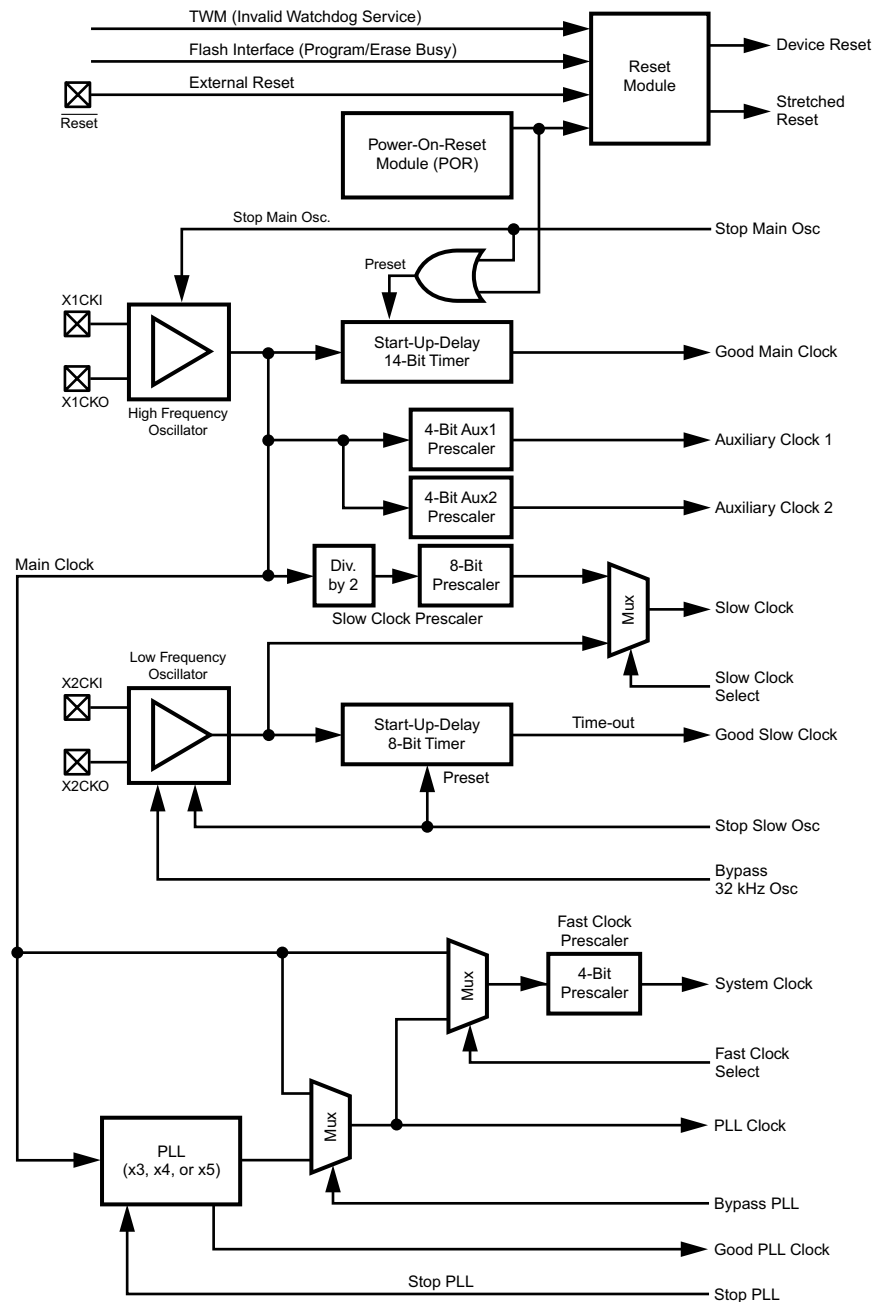 TWM (Invalid Watchdog Service)
Flash Interface (Program/Erase Busy)
External Reset
Reset
Reset
Module
Device Reset
Stretched
Reset
Power-On-Reset
Module (POR)
Stop Main Osc.
Stop Main Osc
Preset
X1CKI
X1CKO
High Frequency
Oscillator
Start-Up-Delay
14-Bit Timer
Good Main Clock
4-Bit Aux1
Prescaler
Auxiliary Clock 1
4-Bit Aux2
Prescaler
Auxiliary Clock 2
Main Clock
Div.
by 2
8-Bit
Prescaler
Slow Clock Prescaler
Mux
Slow Clock
Slow Clock
Select
Low Frequency
Oscillator
X2CKI
X2CKO
Start-Up-Delay
8-Bit Timer
Time-out
Good Slow Clock
Preset
Stop Slow Osc
Bypass
32 kHz Osc
Fast Clock
Prescaler
Mux
4-Bit
Prescaler
System Clock
Fast Clock
Select
Mux
PLL Clock
PLL
(x3, x4, or x5)
Bypass PLL
Good PLL Clock
Stop PLL
Stop PLL